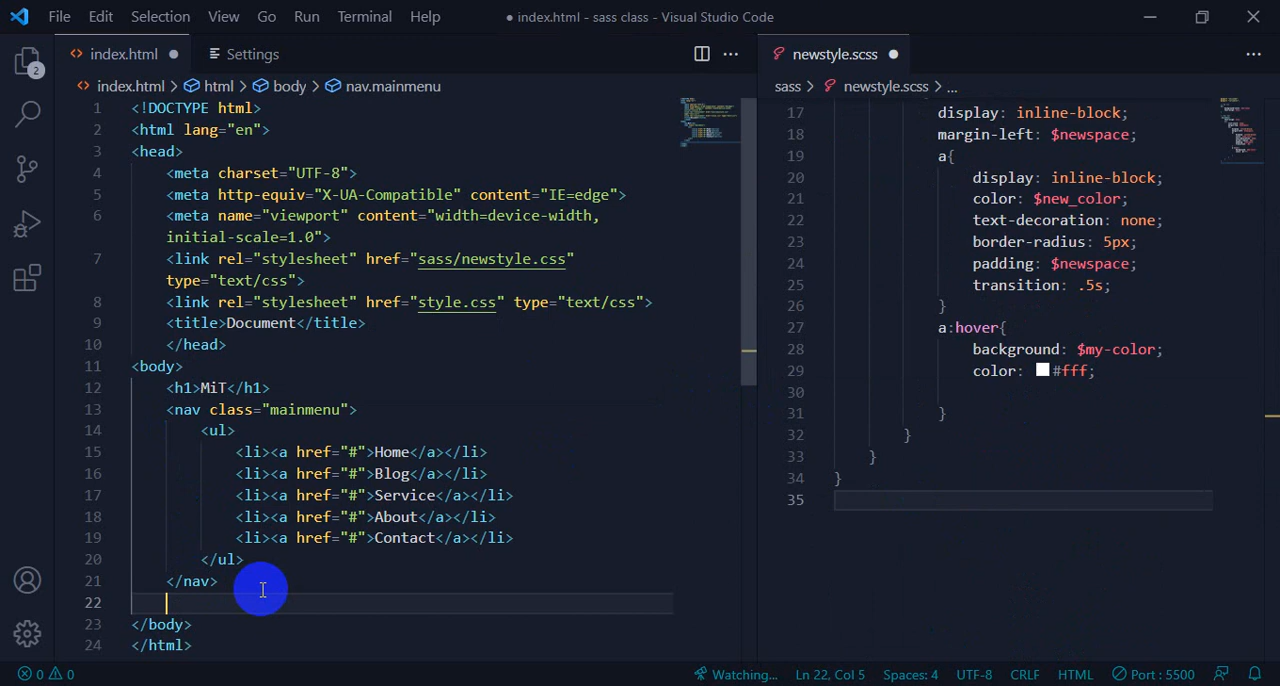 File Edit Selection View Go Run Terminal Help ● index.html - sass class - Visual Studio Code
2
index.html Settings
index.html > html > body > nav.mainmenu
1 <!DOCTYPE html>
2 <html lang="en">
3 <head>
4 <meta charset="UTF-8">
5 <meta http-equiv="X-UA-Compatible" content="IE=edge">
6 <meta name="viewport" content="width=device-width,
initial-scale=1.0">
7 <link rel="stylesheet" href="sass/newstyle.css"
type="text/css">
8 <link rel="stylesheet" href="style.css" type="text/css">
9 <title>Document</title>
10 </head>
11 <body>
12 <h1>MiT</h1>
13 <nav class="mainmenu">
14 <ul>
15 <li><a href="#">Home</a></li>
16 <li><a href="#">Blog</a></li>
17 <li><a href="#">Service</a></li>
18 <li><a href="#">About</a></li>
19 <li><a href="#">Contact</a></li>
20 </ul>
21 </nav>
22
23 </body>
24 </html>
newstyle.scss
sass > newstyle.scss > ...
17 display: inline-block;
18 margin-left: $newspace;
19 a{
20 display: inline-block;
21 color: $new_color;
22 text-decoration: none;
23 border-radius: 5px;
24 padding: $newspace;
25 transition: .5s;
26 }
27 a:hover{
28 background: $my-color;
29 color: #fff;
30
31 }
32 }
33 }
34 }
35
0 0 Watching... Ln 22, Col 5 Spaces: 4 UTF-8 CRLF HTML Port : 5500